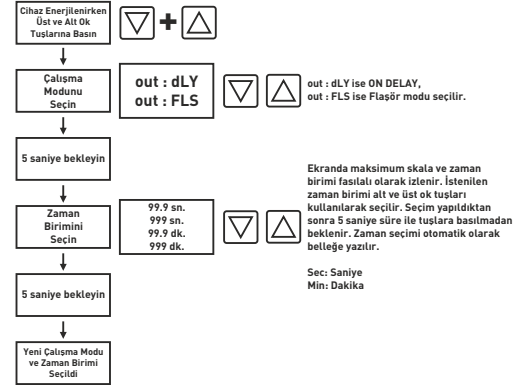 Cihaz Enerjilenirken
Üst ve Alt Ok
Tuşlarına Basın
Çalışma
Modunu
Seçin
out : dLY
out : FLS
out : dLY ise ON DELAY,
out : FLS ise Flaşör modu seçilir.
5 saniye bekleyin
Zaman
Birimini
Seçin
99.9 sn.
999 sn.
99.9 dk.
999 dk.
Ekranda maksimum skala ve zaman
birimi fasılalı olarak izlenir. İstenilen
zaman birimi alt ve üst ok tuşları
kullanılarak seçilir. Seçim yapıldıktan
sonra 5 saniye süre ile tuşlara basılmadan
beklenir. Zaman seçimi otomatik olarak
belleğe yazılır.
Sec: Saniye
Min: Dakika
5 saniye bekleyin
Yeni Çalışma Modu
ve Zaman Birimi
Seçildi